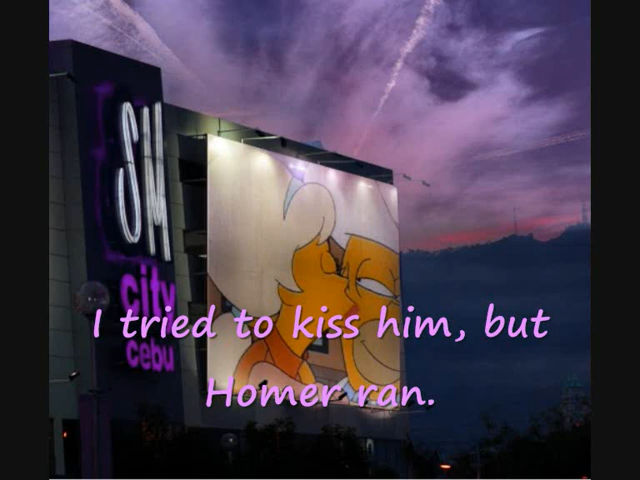 SM
city
cebu
I tried to kiss him, but
Homer ran.